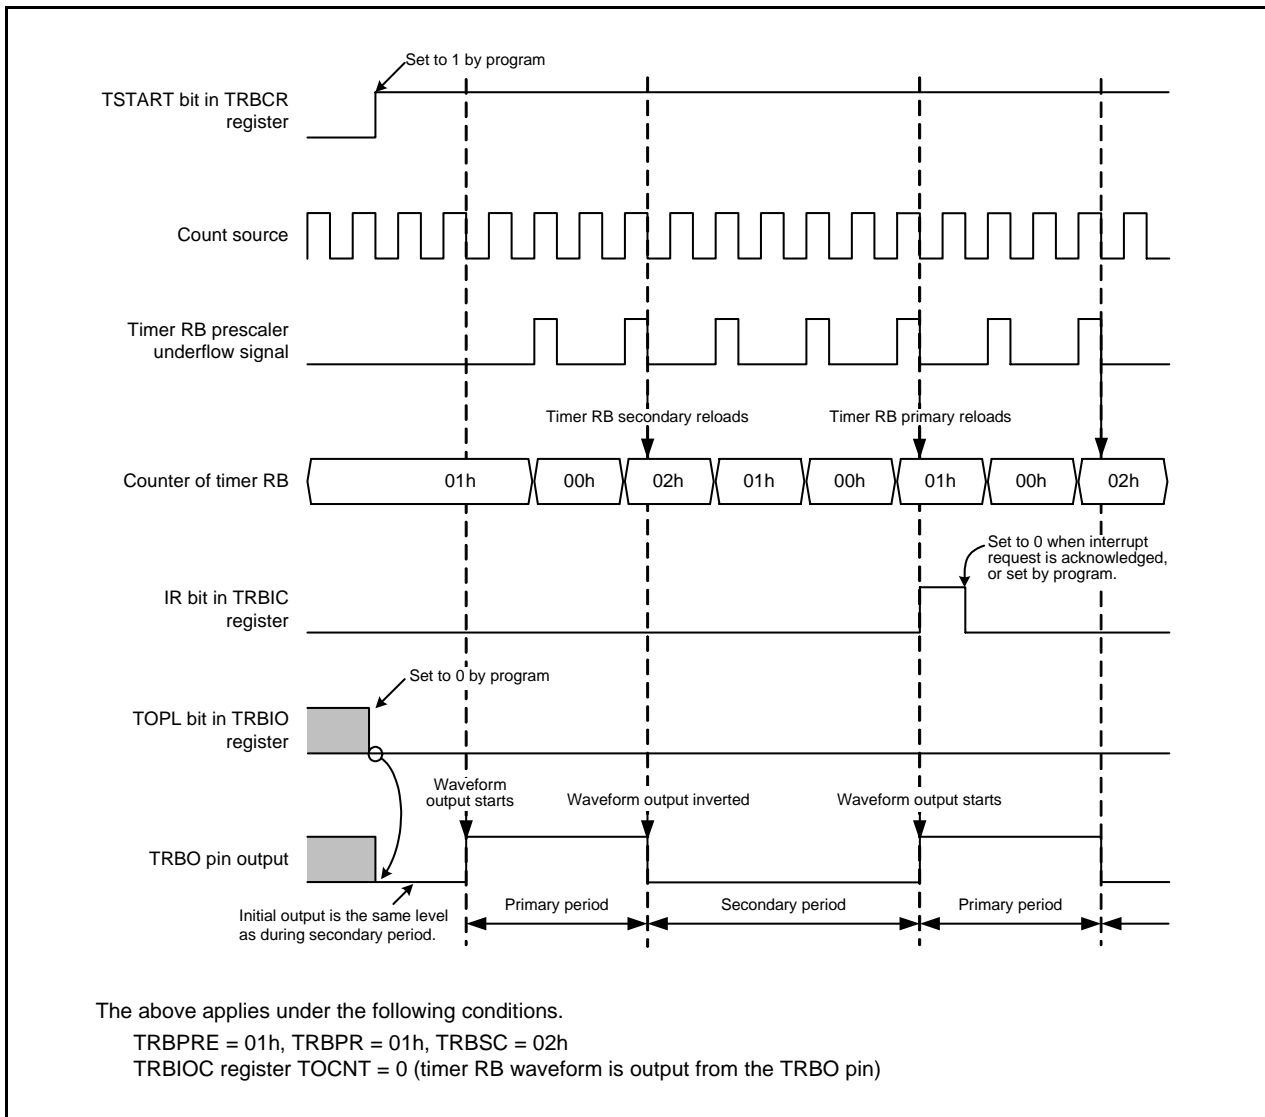 Set to 1 by program
TSTART bit in TRBCR
register
Count source
Timer RB prescaler
underflow signal
Timer RB secondary reloads
Timer RB primary reloads
Counter of timer RB
01h
00h
02h
01h
00h
01h
00h
02h
Set to 0 when interrupt
request is acknowledged,
or set by program.
IR bit in TRBIC
register
Set to 0 by program
TOPL bit in TRBIO
register
Waveform
output starts
Waveform output inverted
Waveform output starts
TRBO pin output
Initial output is the same level
as during secondary period.
Primary period
Secondary period
Primary period
The above applies under the following conditions.
TRBPRE = 01h, TRBPR = 01h, TRBSC = 02h
TRBIOC register TOCNT = 0 (timer RB waveform is output from the TRBO pin)